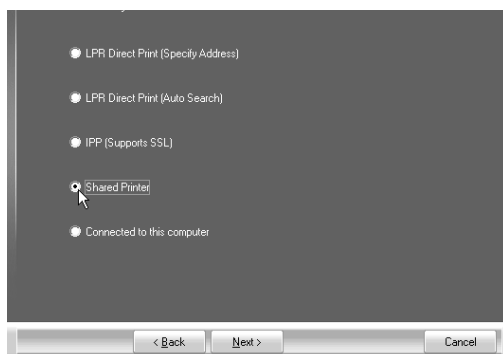 LPR Direct Print (Specify Address)
LPR Direct Print (Auto Search)
IPP (Supports SSL)
Shared Printer
Connected to this computer
< Back
Next >
Cancel